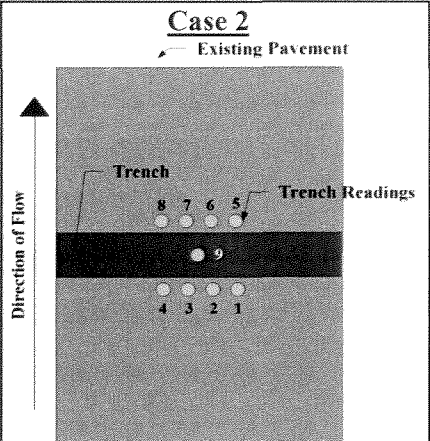 Case 2
Existing Pavement
Trench
8 7 6 5
Trench Readings
9
4 3 2 1
Direction of Flow